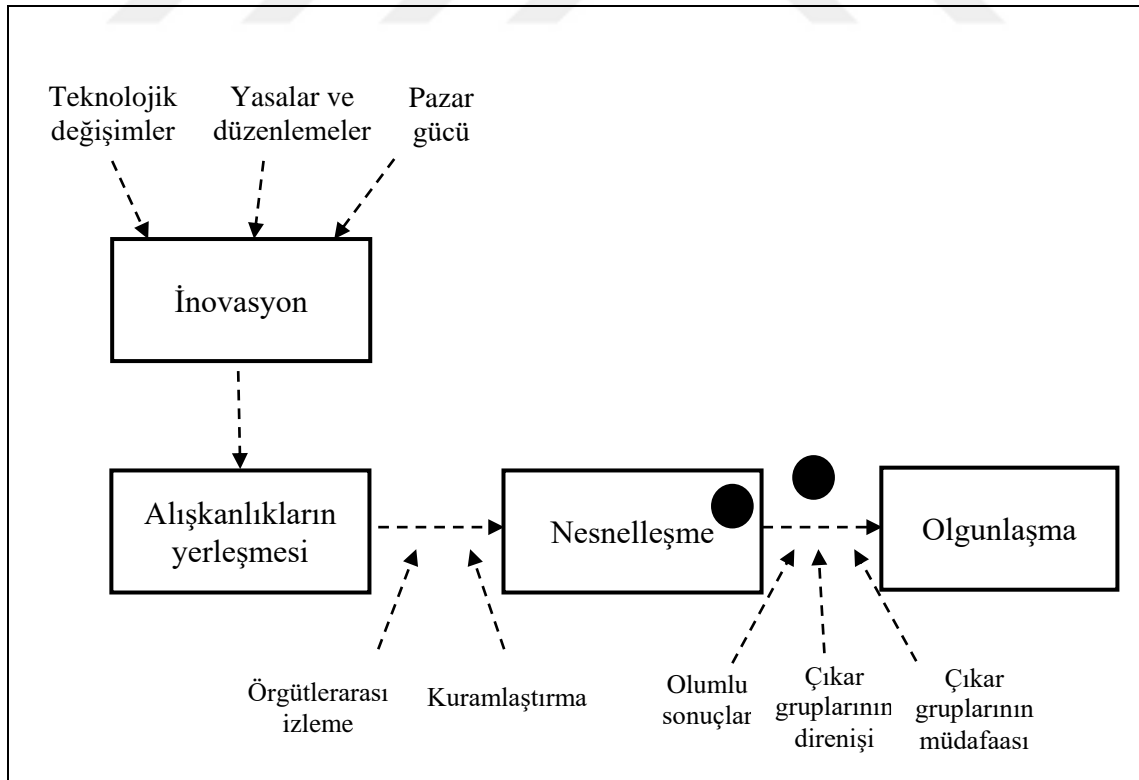 Teknolojik
değişimler
Yasalar ve
düzenlemeler
Pazar
gücü
İnovasyon
Alışkanlıkların
yerleşmesi
Nesnelleşme
Olgunlaşma
Örgütlerarası
izleme
Kuramlaştırma
Olumlu
sonuçlar
Çıkar
gruplarının
direnişi
Çıkar
gruplarının
müdafaası